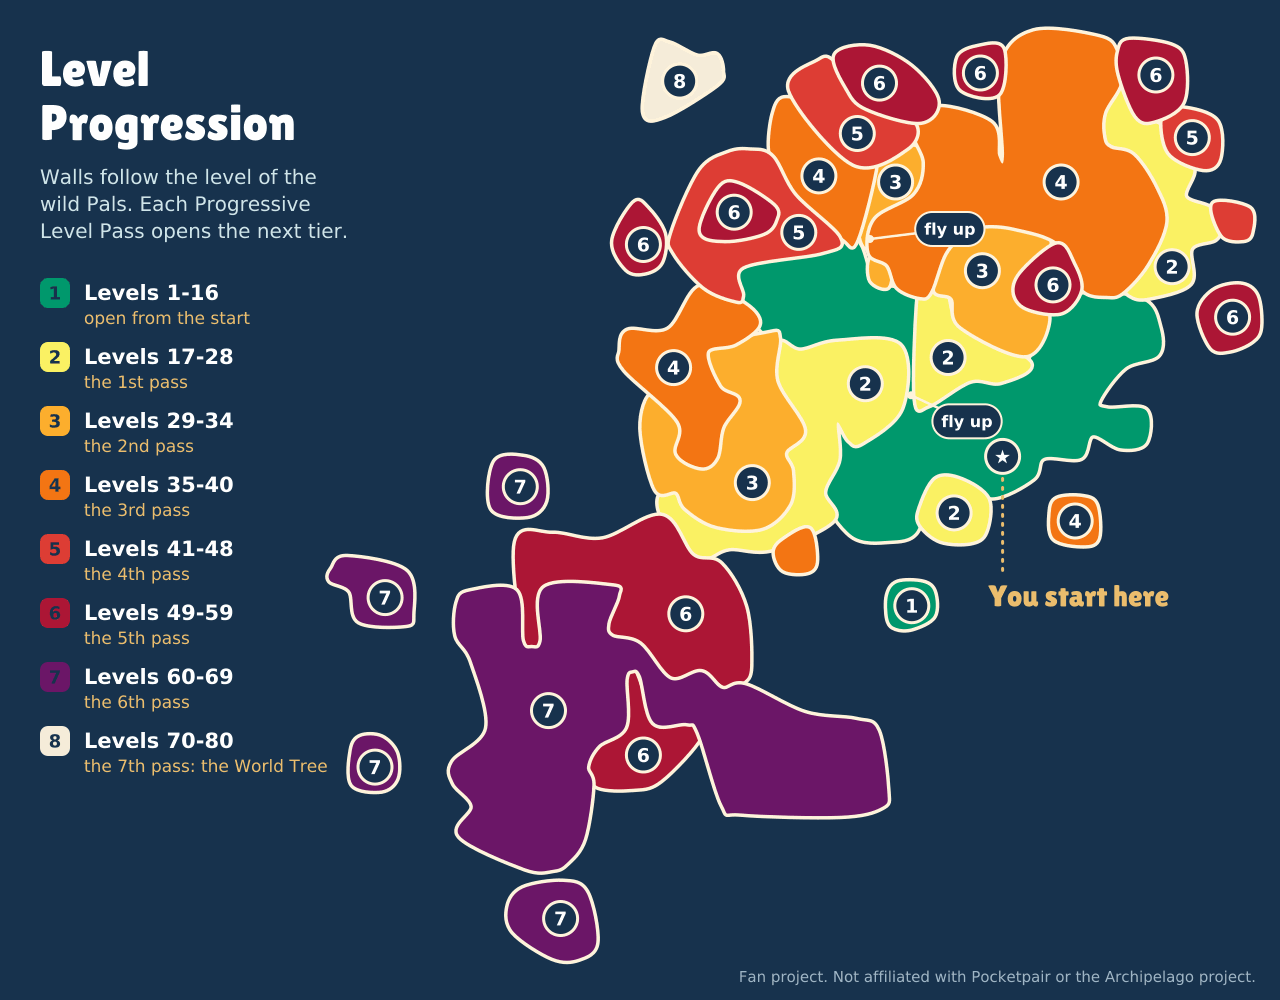 Level
Progression
Walls follow the level of the
wild Pals. Each Progressive
Level Pass opens the next tier.
1 Levels 1-16
open from the start
2 Levels 17-28
the 1st pass
3 Levels 29-34
the 2nd pass
4 Levels 35-40
the 3rd pass
5 Levels 41-48
the 4th pass
6 Levels 49-59
the 5th pass
7 Levels 60-69
the 6th pass
8 Levels 70-80
the 7th pass: the World Tree
8
6
6
6
5
5
4
3
4
6
5
6
fly up
3
2
6
6
4
2
2
fly up
3
7
2
4
7
1
You start here
6
7
6
7
7
Fan project. Not affiliated with Pocketpair or the Archipelago project.